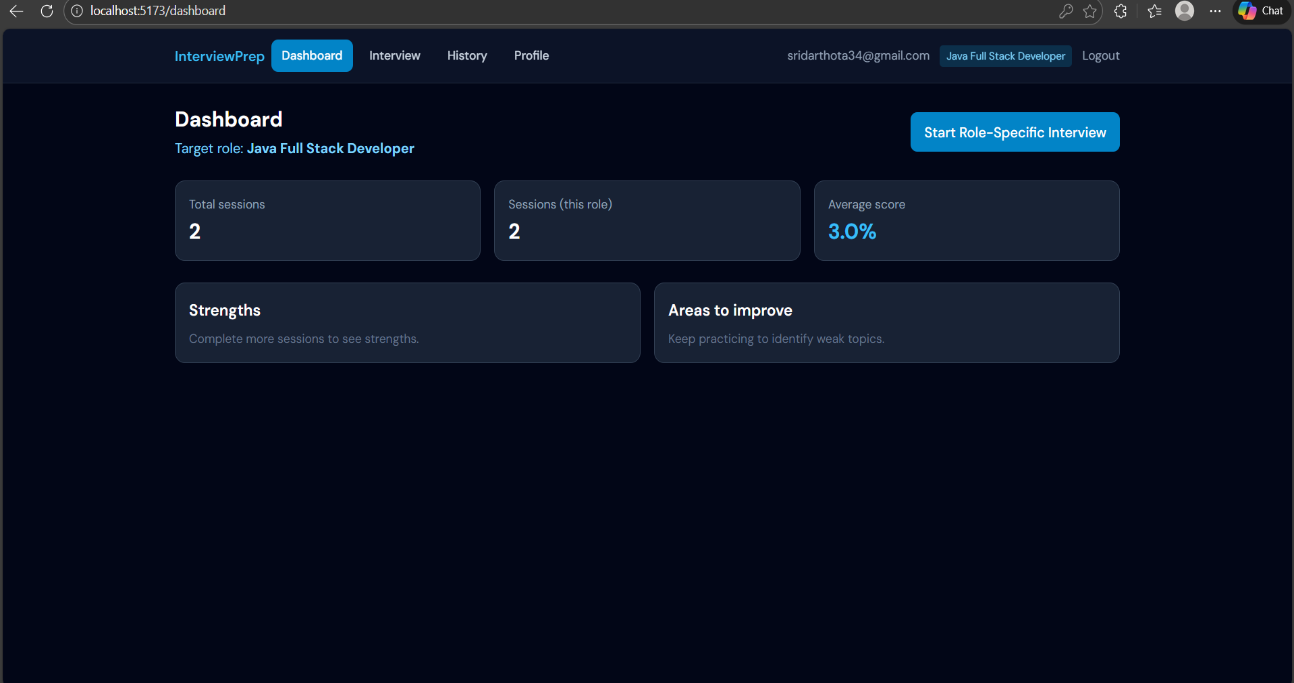 localhost:5173/dashboard
Chat
InterviewPrep Dashboard Interview History Profile sridarthota34@gmail.com Java Full Stack Developer Logout
Dashboard
Target role: Java Full Stack Developer
Start Role-Specific Interview
Total sessions
2
Sessions (this role)
2
Average score
3.0%
Strengths
Complete more sessions to see strengths.
Areas to improve
Keep practicing to identify weak topics.